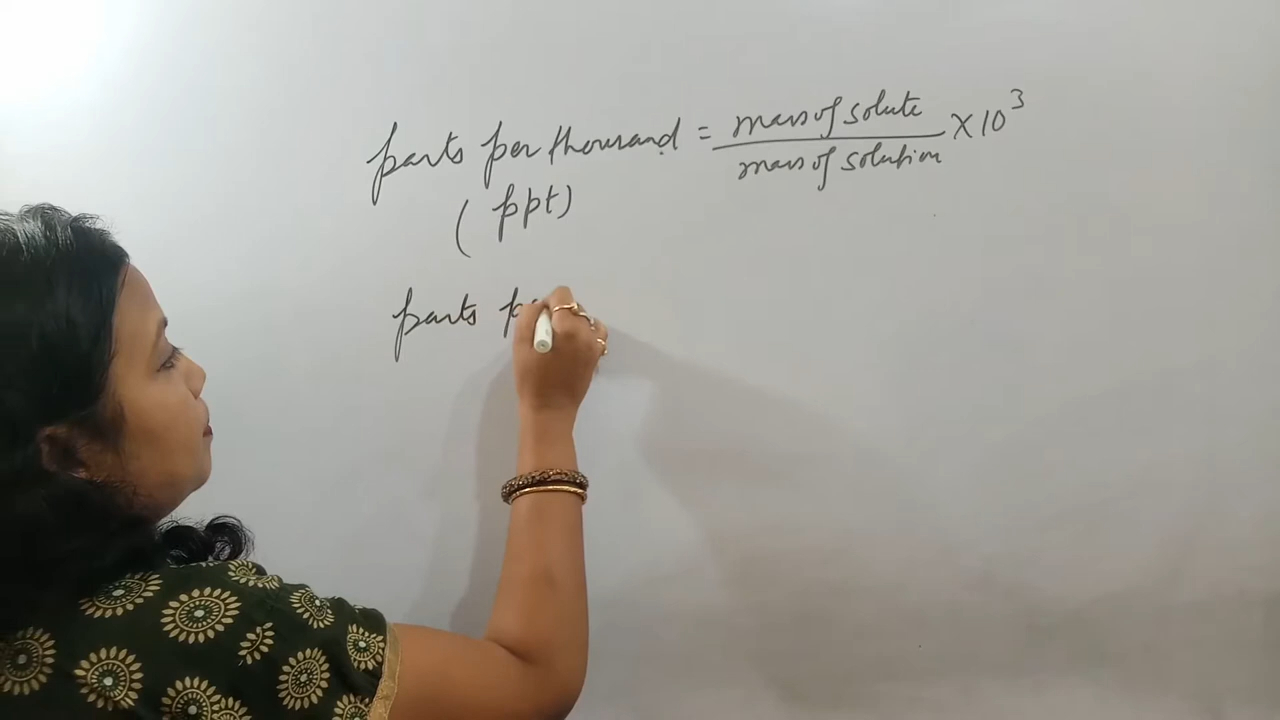 parts per thousand = mass of solute / mass of solution × 10³
(ppt)
parts p